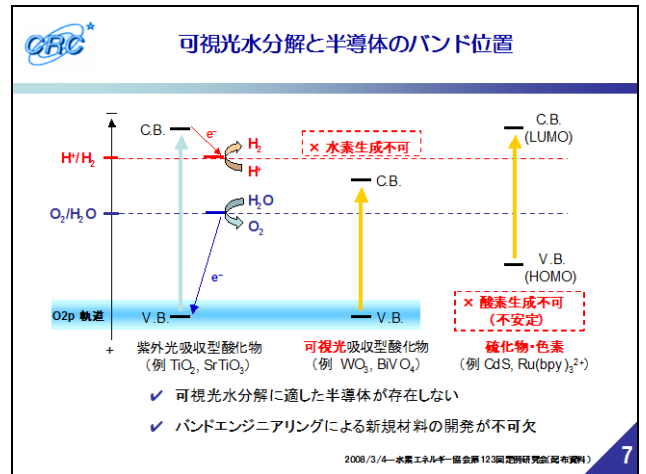 CRC
可視光水分解と半導体のバンド位置
−
C.B.
e⁻
H₂
H⁺
H⁺/H₂
× 水素生成不可
C.B.
C.B.
(LUMO)
O₂/H₂O
H₂O
O₂
e⁻
V.B.
(HOMO)
× 酸素生成不可
(不安定)
O2p 軌道
V.B.
V.B.
+
紫外光吸収型酸化物
(例 TiO₂, SrTiO₃)
可視光吸収型酸化物
(例 WO₃, BiVO₄)
硫化物・色素
(例 CdS, Ru(bpy)₃²⁺)
✔ 可視光水分解に適した半導体が存在しない
✔ バンドエンジニアリングによる新規材料の開発が不可欠
2008/3/4—水素エネルギー協会第123回定例研究会(配布資料)
7